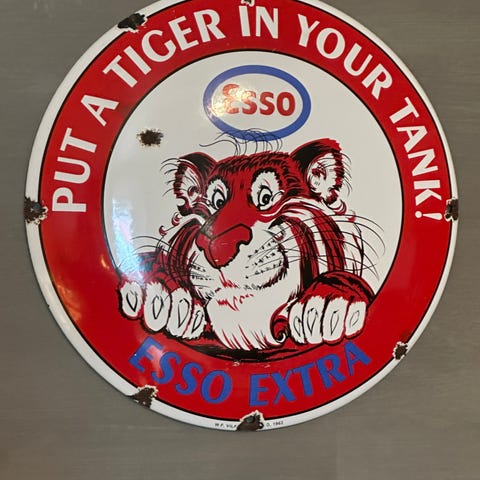 PUT A TIGER IN YOUR TANK!
Esso
ESSO EXTRA